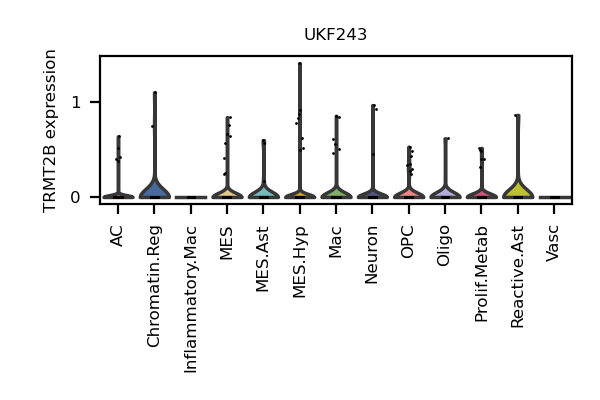 UKF243
TRMT2B expression
1
0
AC
Chromatin.Reg
Inflammatory.Mac
MES
MES.Ast
MES.Hyp
Mac
Neuron
OPC
Oligo
Prolif.Metab
Reactive.Ast
Vasc